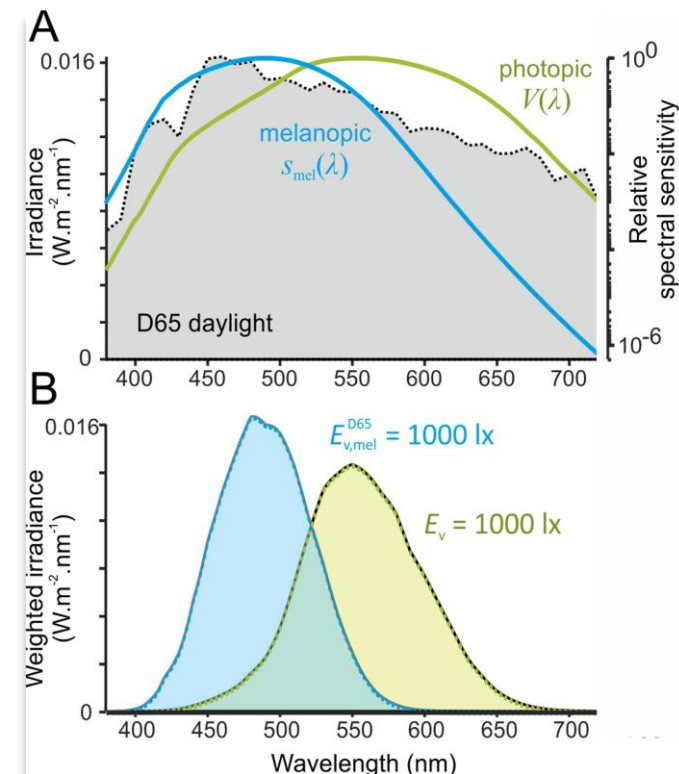 A
0.016
10⁰
photopic
V(λ)
melanopic
sₘₑₗ(λ)
Irradiance
(W.m⁻².nm⁻¹)
Relative
spectral sensitivity
D65 daylight
0
10⁻⁶
400 450 500 550 600 650 700
B
0.016
E_v,mel^D65 = 1000 lx
E_v = 1000 lx
Weighted irradiance
(W.m⁻².nm⁻¹)
0
400 450 500 550 600 650 700
Wavelength (nm)